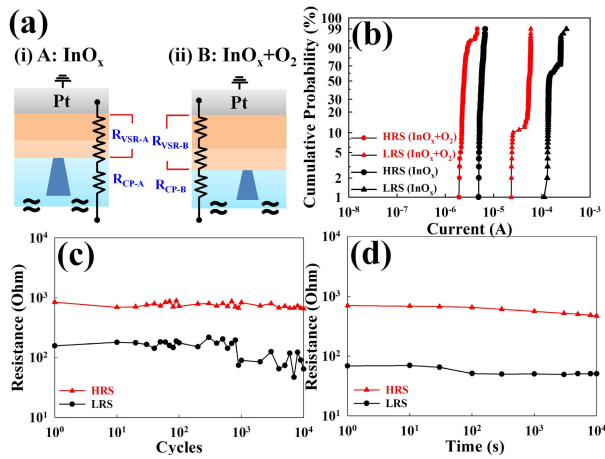 (a)
(i) A: InOx (ii) B: InOx+O2
Pt Pt
RVSR-A RVSR-B
RCP-A RCP-B
≈ ≈ ≈ ≈
(b)
Cumulative Probability (%)
99
98
95
90
80
70
50
30
20
10
5
2
1
HRS (InOx+O2)
LRS (InOx+O2)
HRS (InOx)
LRS (InOx)
10-8 10-7 10-6 10-5 10-4 10-3
Current (A)
(c)
Resistance (Ohm)
104
103
102
101
HRS
LRS
100 101 102 103 104
Cycles
(d)
Resistance (Ohm)
104
103
102
101
HRS
LRS
100 101 102 103 104
Time (s)